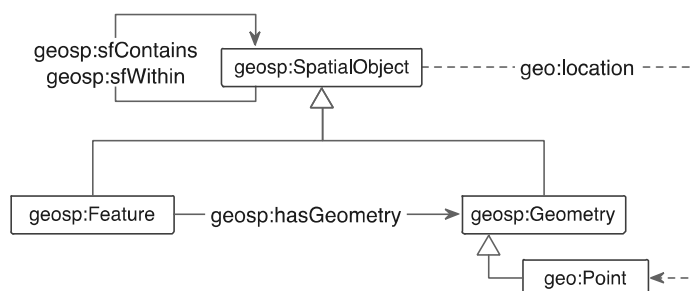 geosp:sfContains
geosp:sfWithin
geosp:SpatialObject
geo:location
geosp:Feature
geosp:hasGeometry
geosp:Geometry
geo:Point